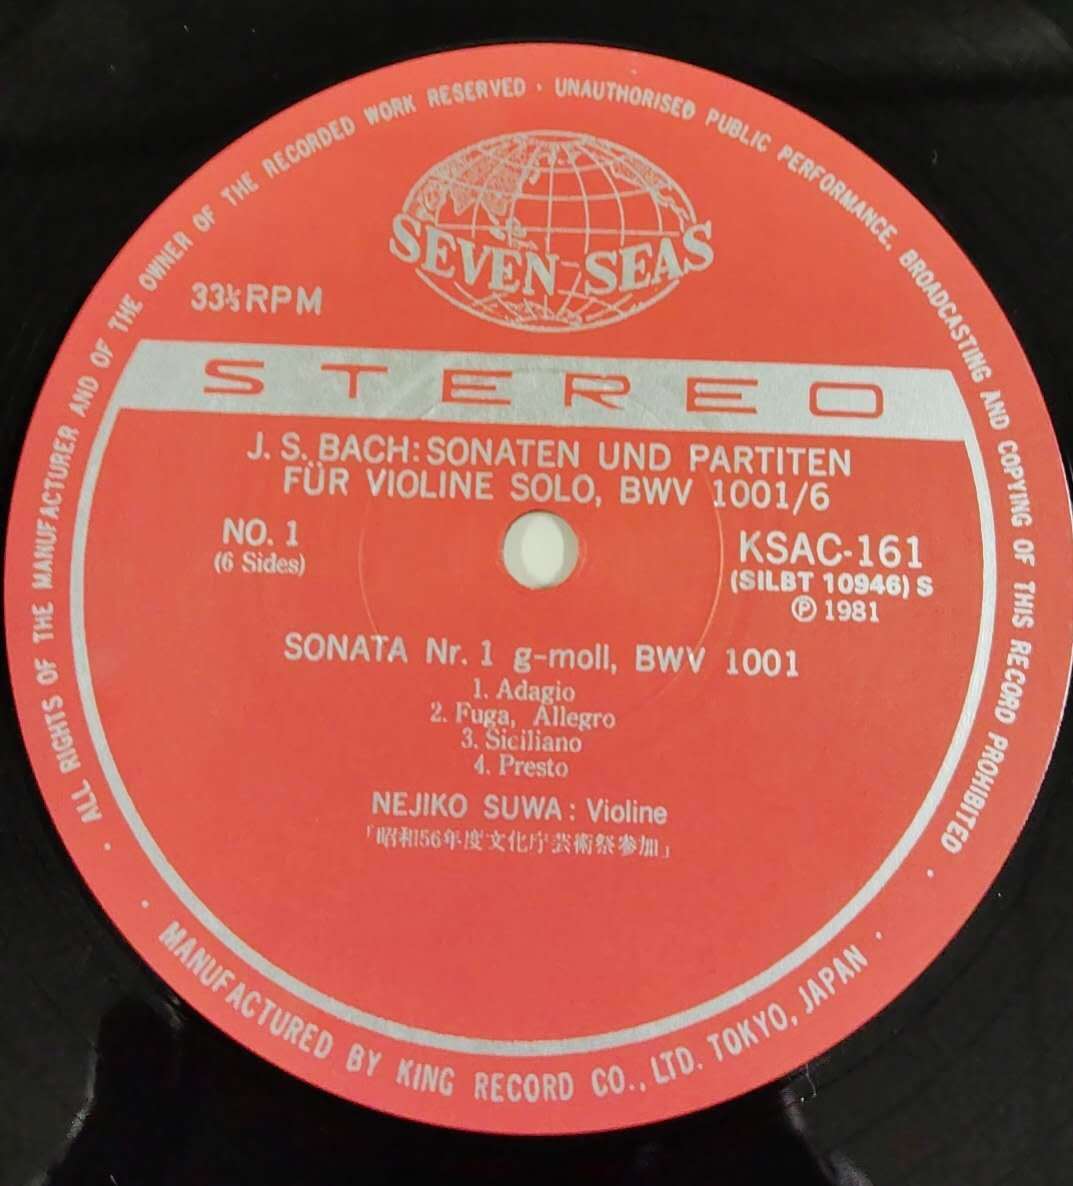 ALL RIGHTS OF THE MANUFACTURER AND OF THE OWNER OF THE RECORDED WORK RESERVED · UNAUTHORISED PUBLIC PERFORMANCE, BROADCASTING AND COPYING OF THIS RECORD PROHIBITED
SEVEN SEAS
33⅓RPM
STEREO
J. S. BACH: SONATEN UND PARTITEN
FÜR VIOLINE SOLO, BWV 1001/6
NO. 1
(6 Sides)
KSAC-161
(SILBT 10946) S
Ⓟ 1981
SONATA Nr. 1 g-moll, BWV 1001
1. Adagio
2. Fuga, Allegro
3. Siciliano
4. Presto
NEJIKO SUWA : Violine
「昭和56年度文化庁芸術祭参加」
· MANUFACTURED BY KING RECORD CO., LTD. TOKYO, JAPAN ·